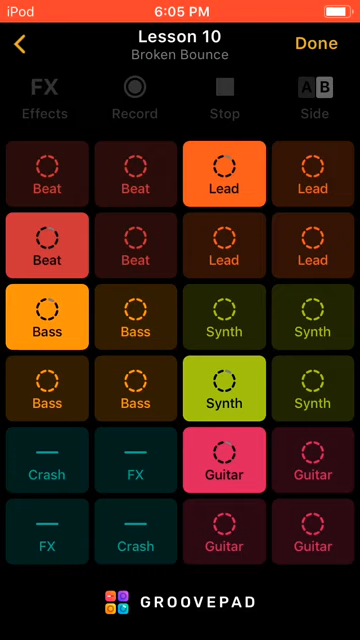 iPod 6:05 PM
Lesson 10
Done
Broken Bounce
FX A B
Effects Record Stop Side
Beat Beat Lead Lead
Beat Beat Lead Lead
Bass Bass Synth Synth
Bass Bass Synth Synth
Crash FX Guitar Guitar
FX Crash Guitar Guitar
GROOVEPAD